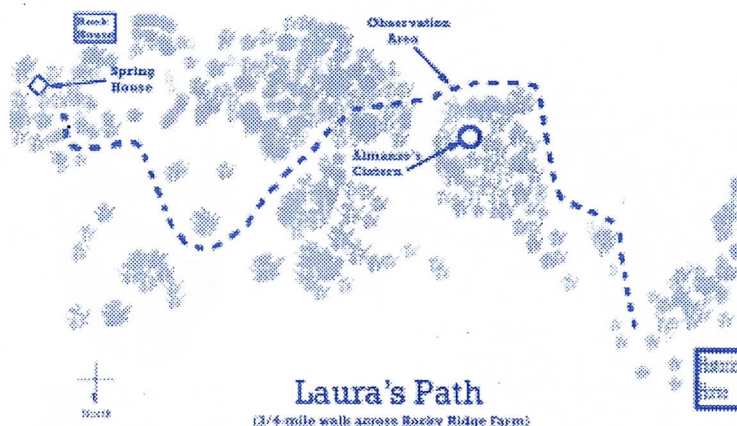 Rock
House
Observation
Area
Spring
House
Almanzo's
Cistern
North
Laura's Path
(3/4-mile walk across Rocky Ridge Farm)